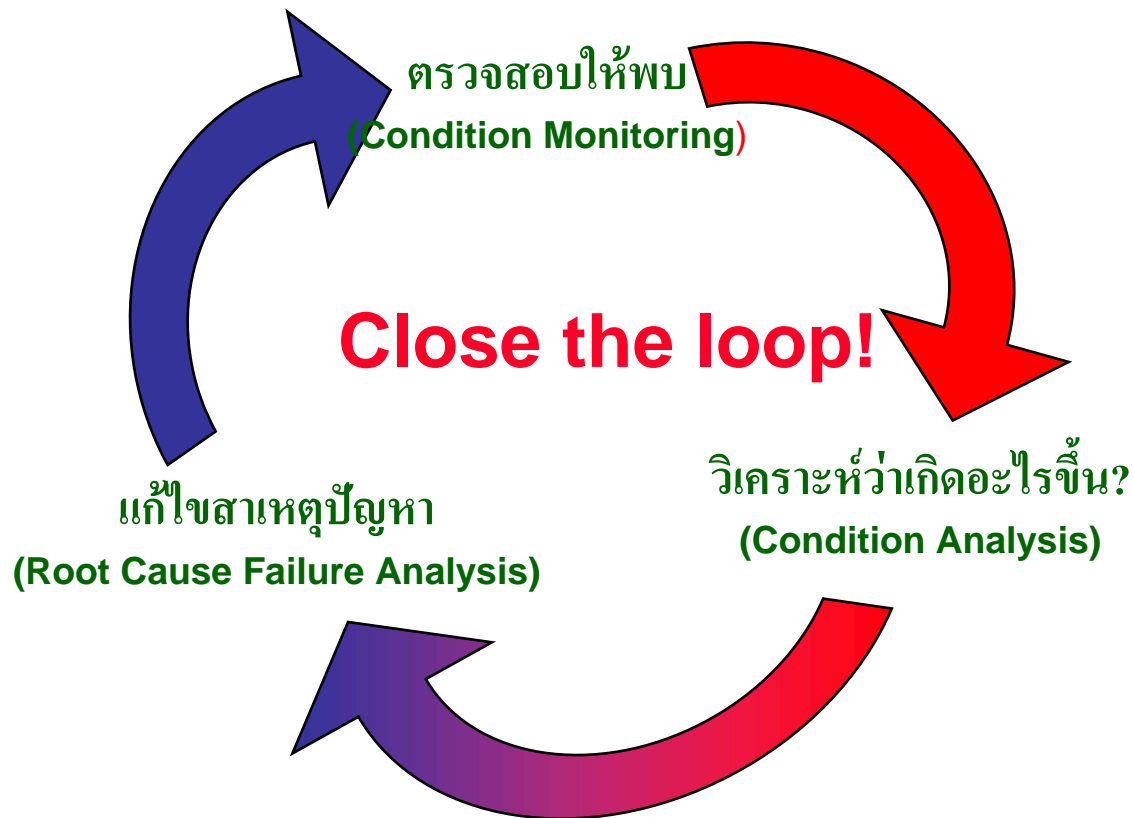 ตรวจสอบให้พบ
(Condition Monitoring)
Close the loop!
วิเคราะห์ว่าเกิดอะไรขึ้น?
(Condition Analysis)
แก้ไขสาเหตุปัญหา
(Root Cause Failure Analysis)